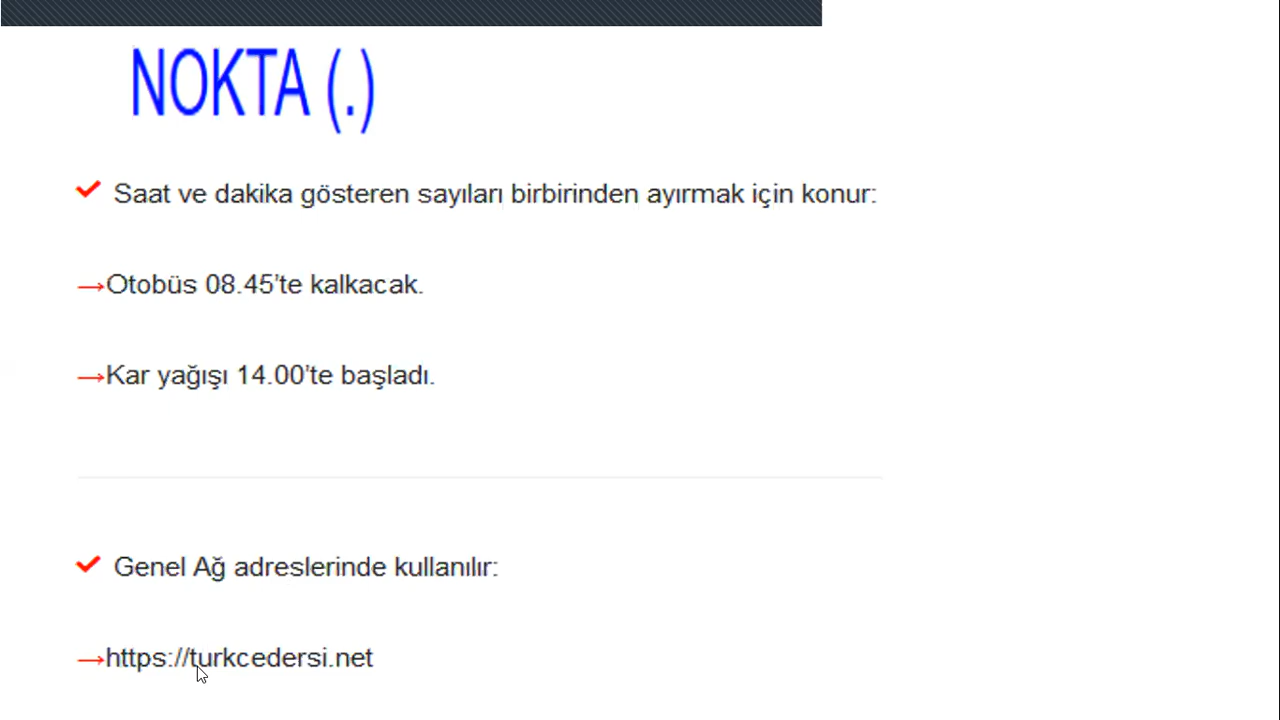 NOKTA (.)
Saat ve dakika gösteren sayıları birbirinden ayırmak için konur:
→Otobüs 08.45’te kalkacak.
→Kar yağışı 14.00’te başladı.
Genel Ağ adreslerinde kullanılır:
→https://turkcedersi.net